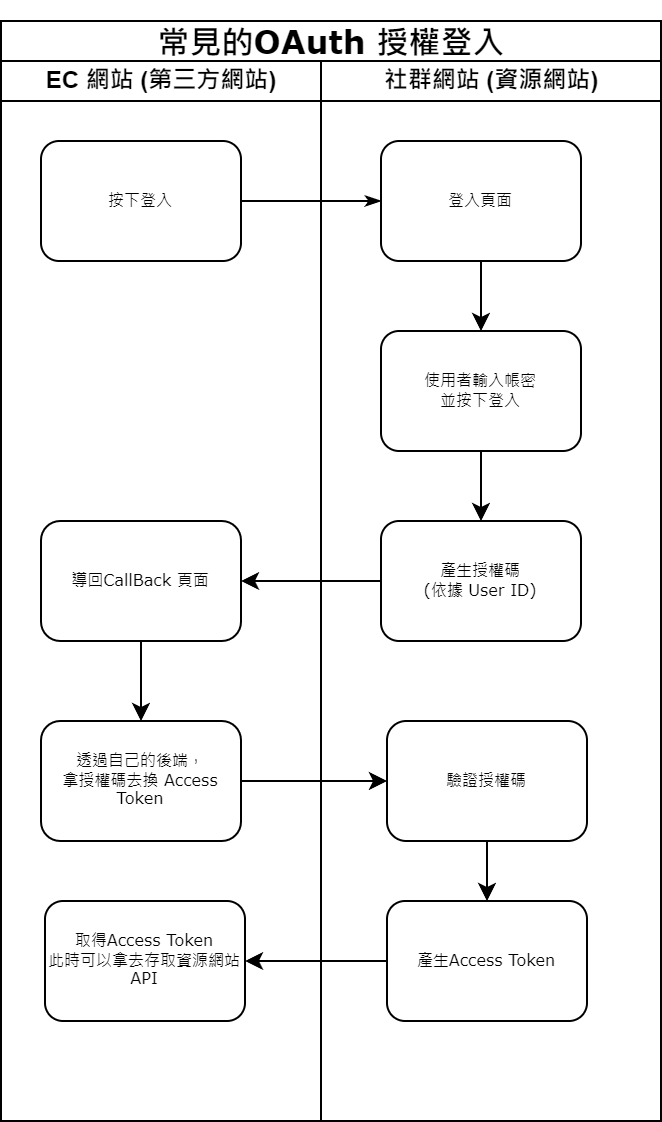 常見的OAuth 授權登入
EC 網站 (第三方網站)
社群網站 (資源網站)
按下登入
登入頁面
使用者輸入帳密
並按下登入
產生授權碼
(依據 User ID)
導回CallBack 頁面
透過自己的後端，
拿授權碼去換 Access
Token
驗證授權碼
產生Access Token
取得Access Token
此時可以拿去存取資源網站
API